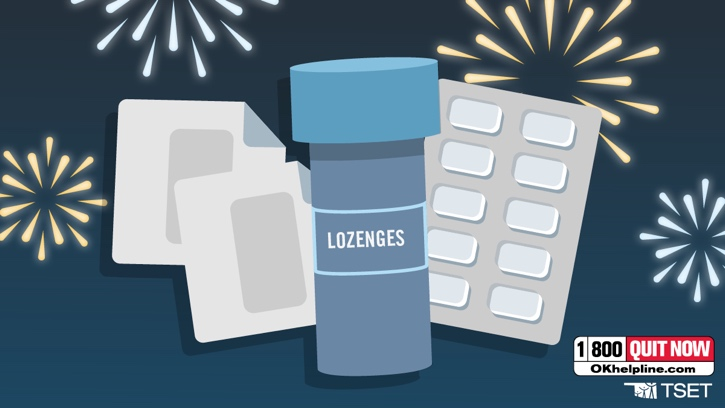 LOZENGES
1 800 QUIT NOW
OKhelpline.com
TSET